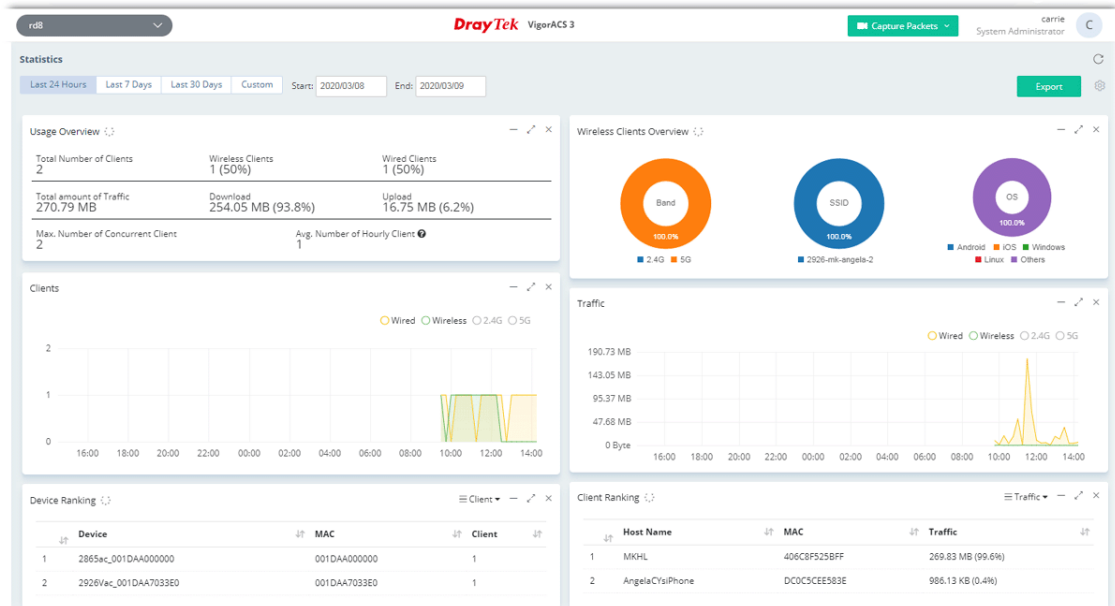 rd8
DrayTek VigorACS 3
Capture Packets
carrie
System Administrator
C
Statistics
Last 24 Hours Last 7 Days Last 30 Days Custom Start: 2020/03/08 End: 2020/03/09
Export
Usage Overview
Total Number of Clients Wireless Clients Wired Clients
2 1 (50%) 1 (50%)
Total amount of Traffic Download Upload
270.79 MB 254.05 MB (93.8%) 16.75 MB (6.2%)
Max. Number of Concurrent Client Avg. Number of Hourly Client ?
2 1
Wireless Clients Overview
Band SSID OS
100.0% 100.0% 100.0%
2.4G 5G
2926-mk-angela-2
Android iOS Windows
Linux Others
Clients
Wired Wireless 2.4G 5G
2
1
0
16:00 18:00 20:00 22:00 00:00 02:00 04:00 06:00 08:00 10:00 12:00 14:00
Traffic
Wired Wireless 2.4G 5G
190.73 MB
143.05 MB
95.37 MB
47.68 MB
0 Byte
16:00 18:00 20:00 22:00 00:00 02:00 04:00 06:00 08:00 10:00 12:00 14:00
Device Ranking
Client
Device MAC Client
1 2865ac_001DAA000000 001DAA000000 1
2 2926Vac_001DAA7033E0 001DAA7033E0 1
Client Ranking
Traffic
Host Name MAC Traffic
1 MKHL 406C8F525BFF 269.83 MB (99.6%)
2 AngelaCYsiPhone DC0C5CEE583E 986.13 KB (0.4%)